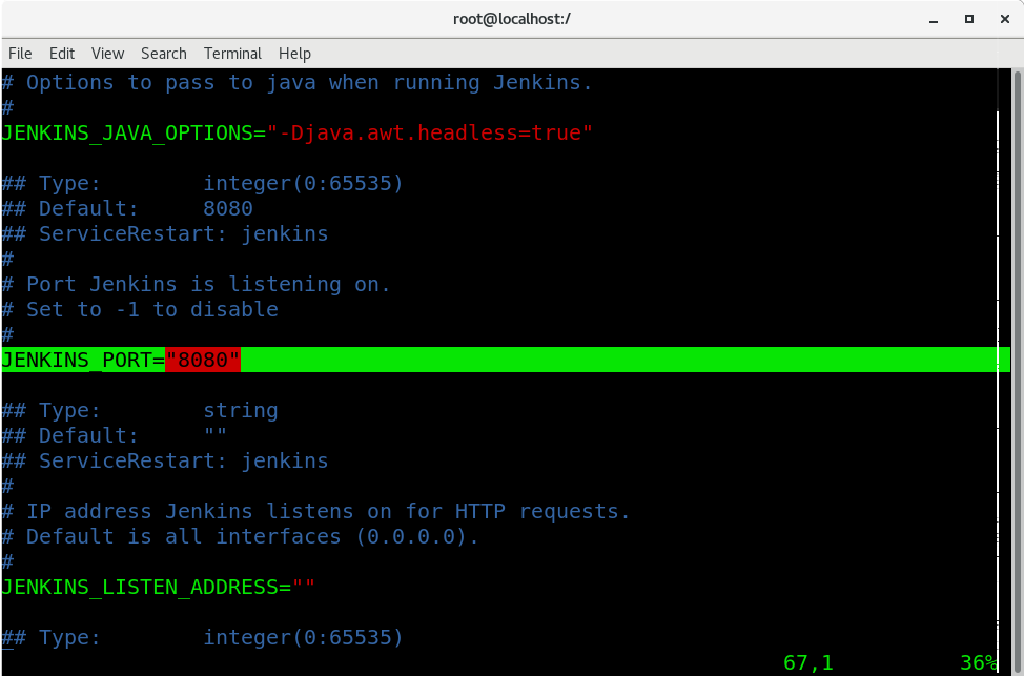 root@localhost:/
File Edit View Search Terminal Help
# Options to pass to java when running Jenkins.
#
JENKINS_JAVA_OPTIONS="-Djava.awt.headless=true"
## Type:        integer(0:65535)
## Default:     8080
## ServiceRestart: jenkins
#
# Port Jenkins is listening on.
# Set to -1 to disable
#
JENKINS_PORT="8080"
## Type:        string
## Default:     ""
## ServiceRestart: jenkins
#
# IP address Jenkins listens on for HTTP requests.
# Default is all interfaces (0.0.0.0).
#
JENKINS_LISTEN_ADDRESS=""
## Type:        integer(0:65535)
67,1 36%